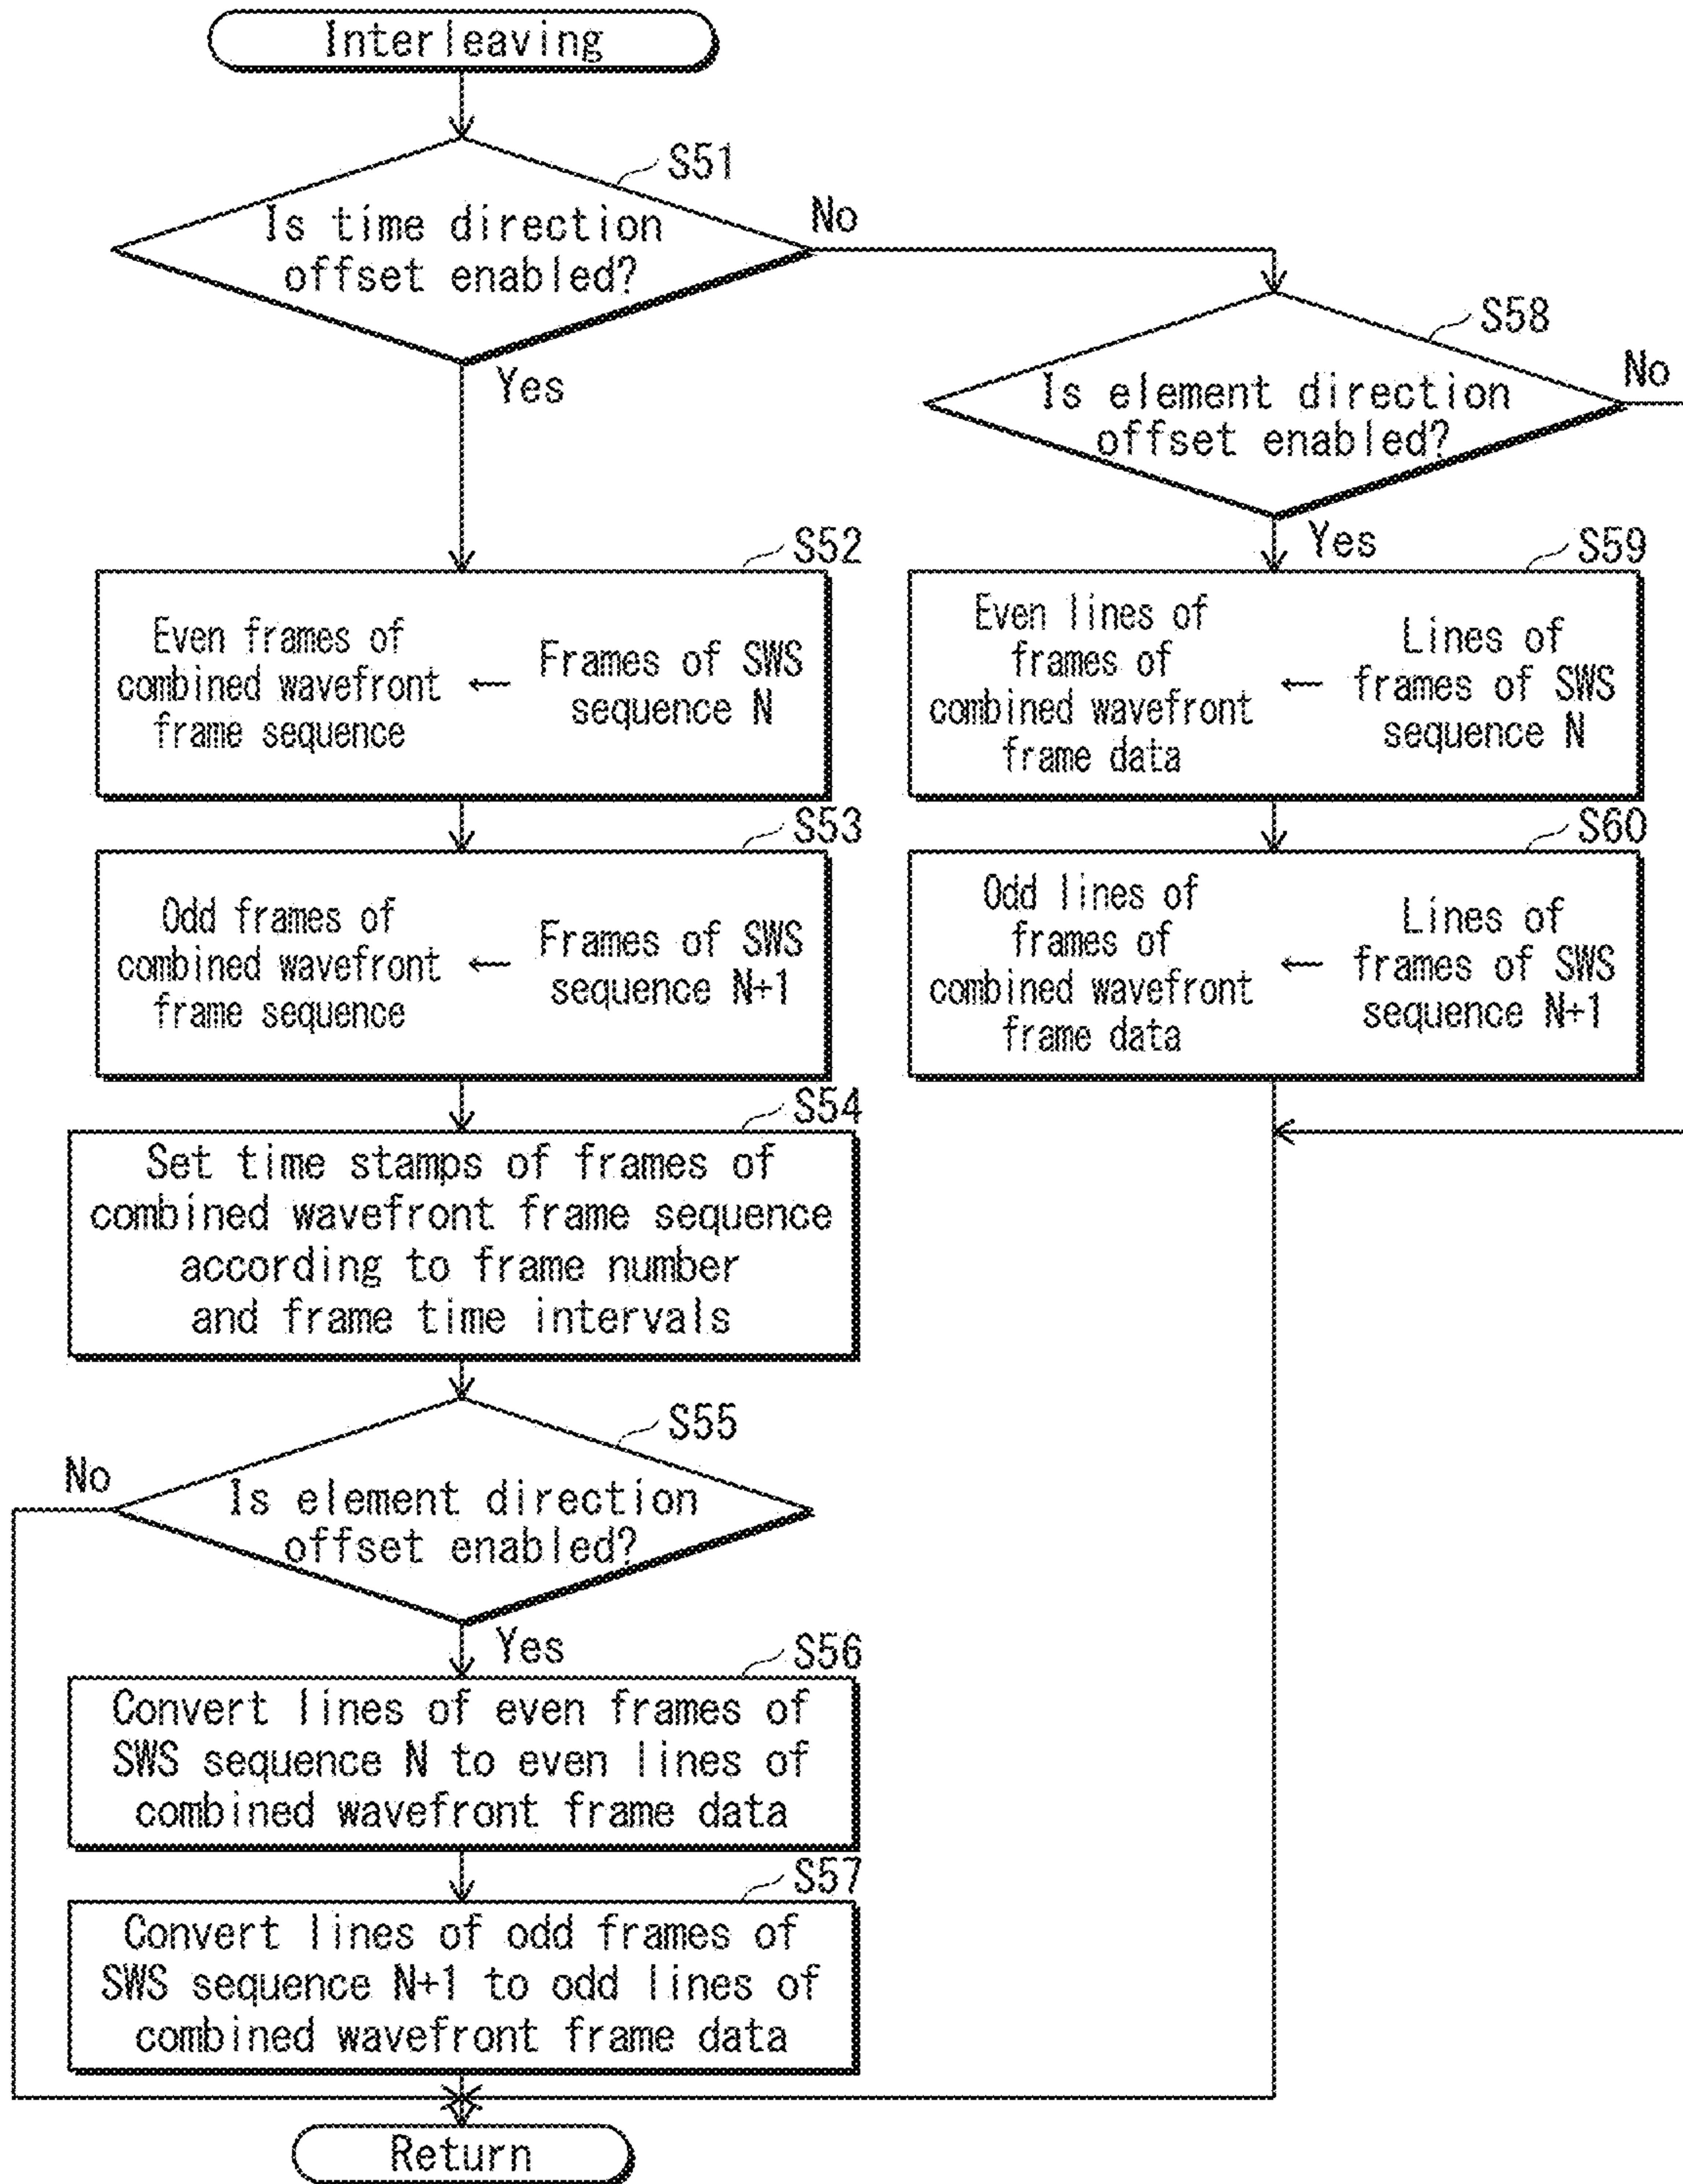 Interleaving
S51
Is time direction
offset enabled?
No
Yes
S58
Is element direction
offset enabled?
No
Yes
S52
Even frames of
combined wavefront
frame sequence
←
Frames of SWS
sequence N
S53
Odd frames of
combined wavefront
frame sequence
←
Frames of SWS
sequence N+1
S54
Set time stamps of frames of
combined wavefront frame sequence
according to frame number
and frame time intervals
S55
Is element direction
offset enabled?
No
Yes
S56
Convert lines of even frames of
SWS sequence N to even lines of
combined wavefront frame data
S57
Convert lines of odd frames of
SWS sequence N+1 to odd lines of
combined wavefront frame data
S59
Even lines of
frames of
combined wavefront
frame data
←
Lines of
frames of SWS
sequence N
S60
Odd lines of
frames of
combined wavefront
frame data
←
Lines of
frames of SWS
sequence N+1
Return